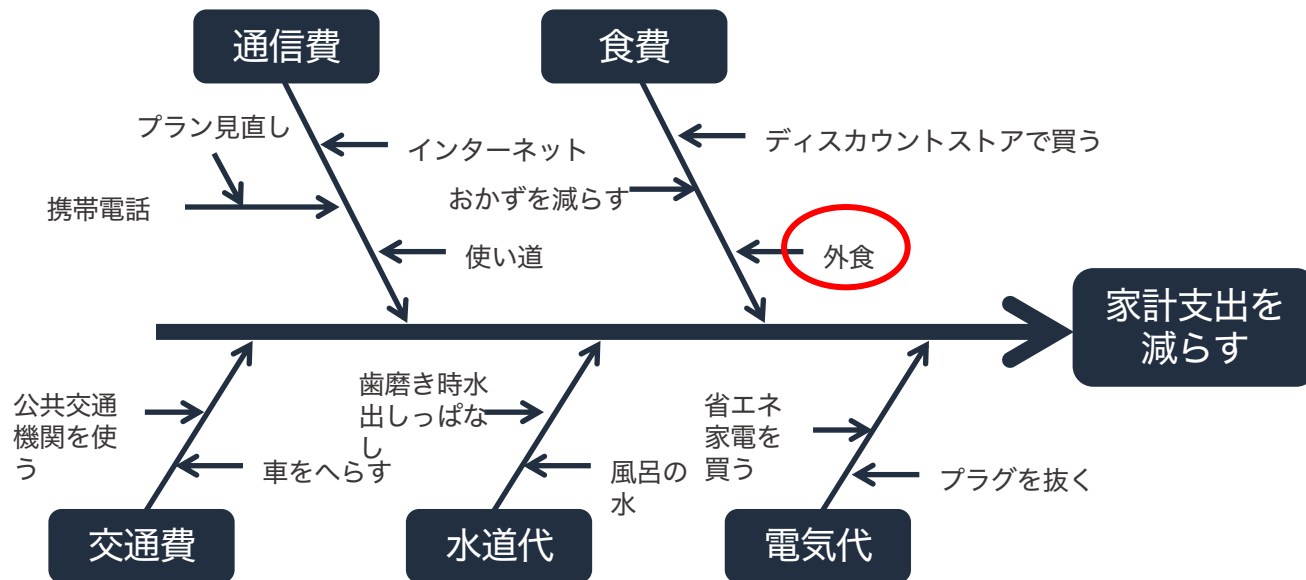 通信費
食費
プラン見直し
インターネット
ディスカウントストアで買う
携帯電話
おかずを減らす
使い道
外食
家計支出を
減らす
公共交通
機関を使
う
車をへらす
歯磨き時水
出しっぱな
し
風呂の
水
省エネ
家電を
買う
プラグを抜く
交通費
水道代
電気代